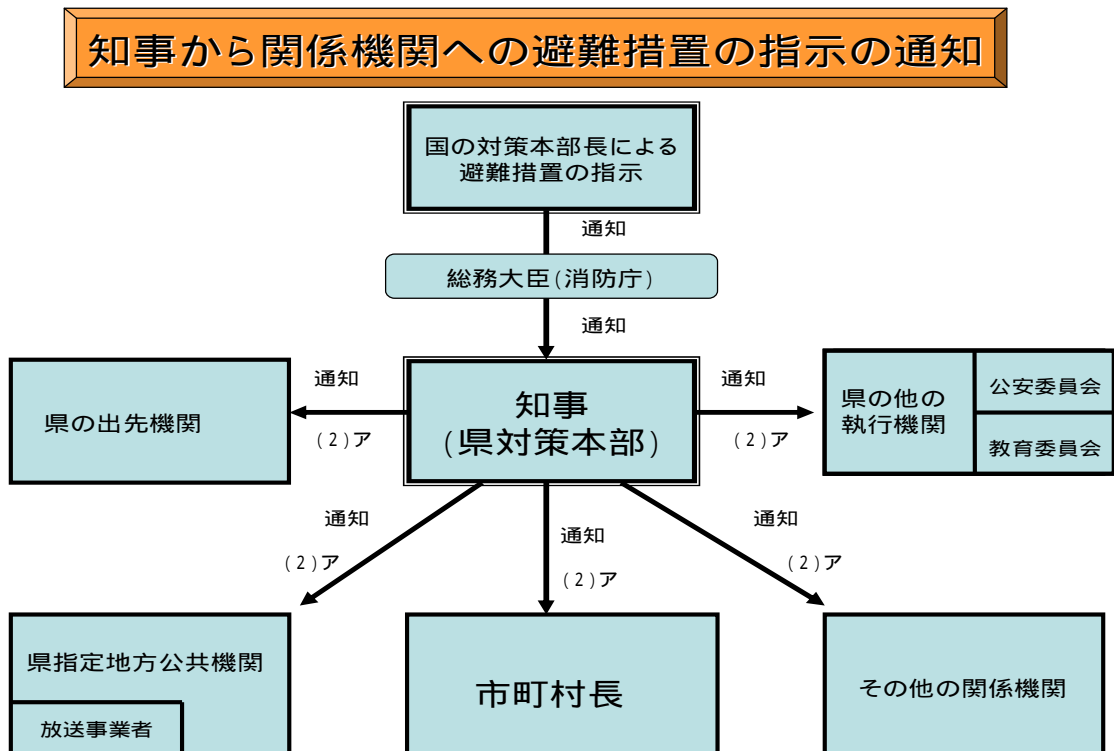 知事から関係機関への避難措置の指示の通知
国の対策本部長による
避難措置の指示
通知
総務大臣(消防庁)
通知
県の出先機関
通知
(2)ア
知事
(県対策本部)
通知
(2)ア
県の他の
執行機関
公安委員会
教育委員会
通知
(2)ア
通知
(2)ア
通知
(2)ア
県指定地方公共機関
放送事業者
市町村長
その他の関係機関